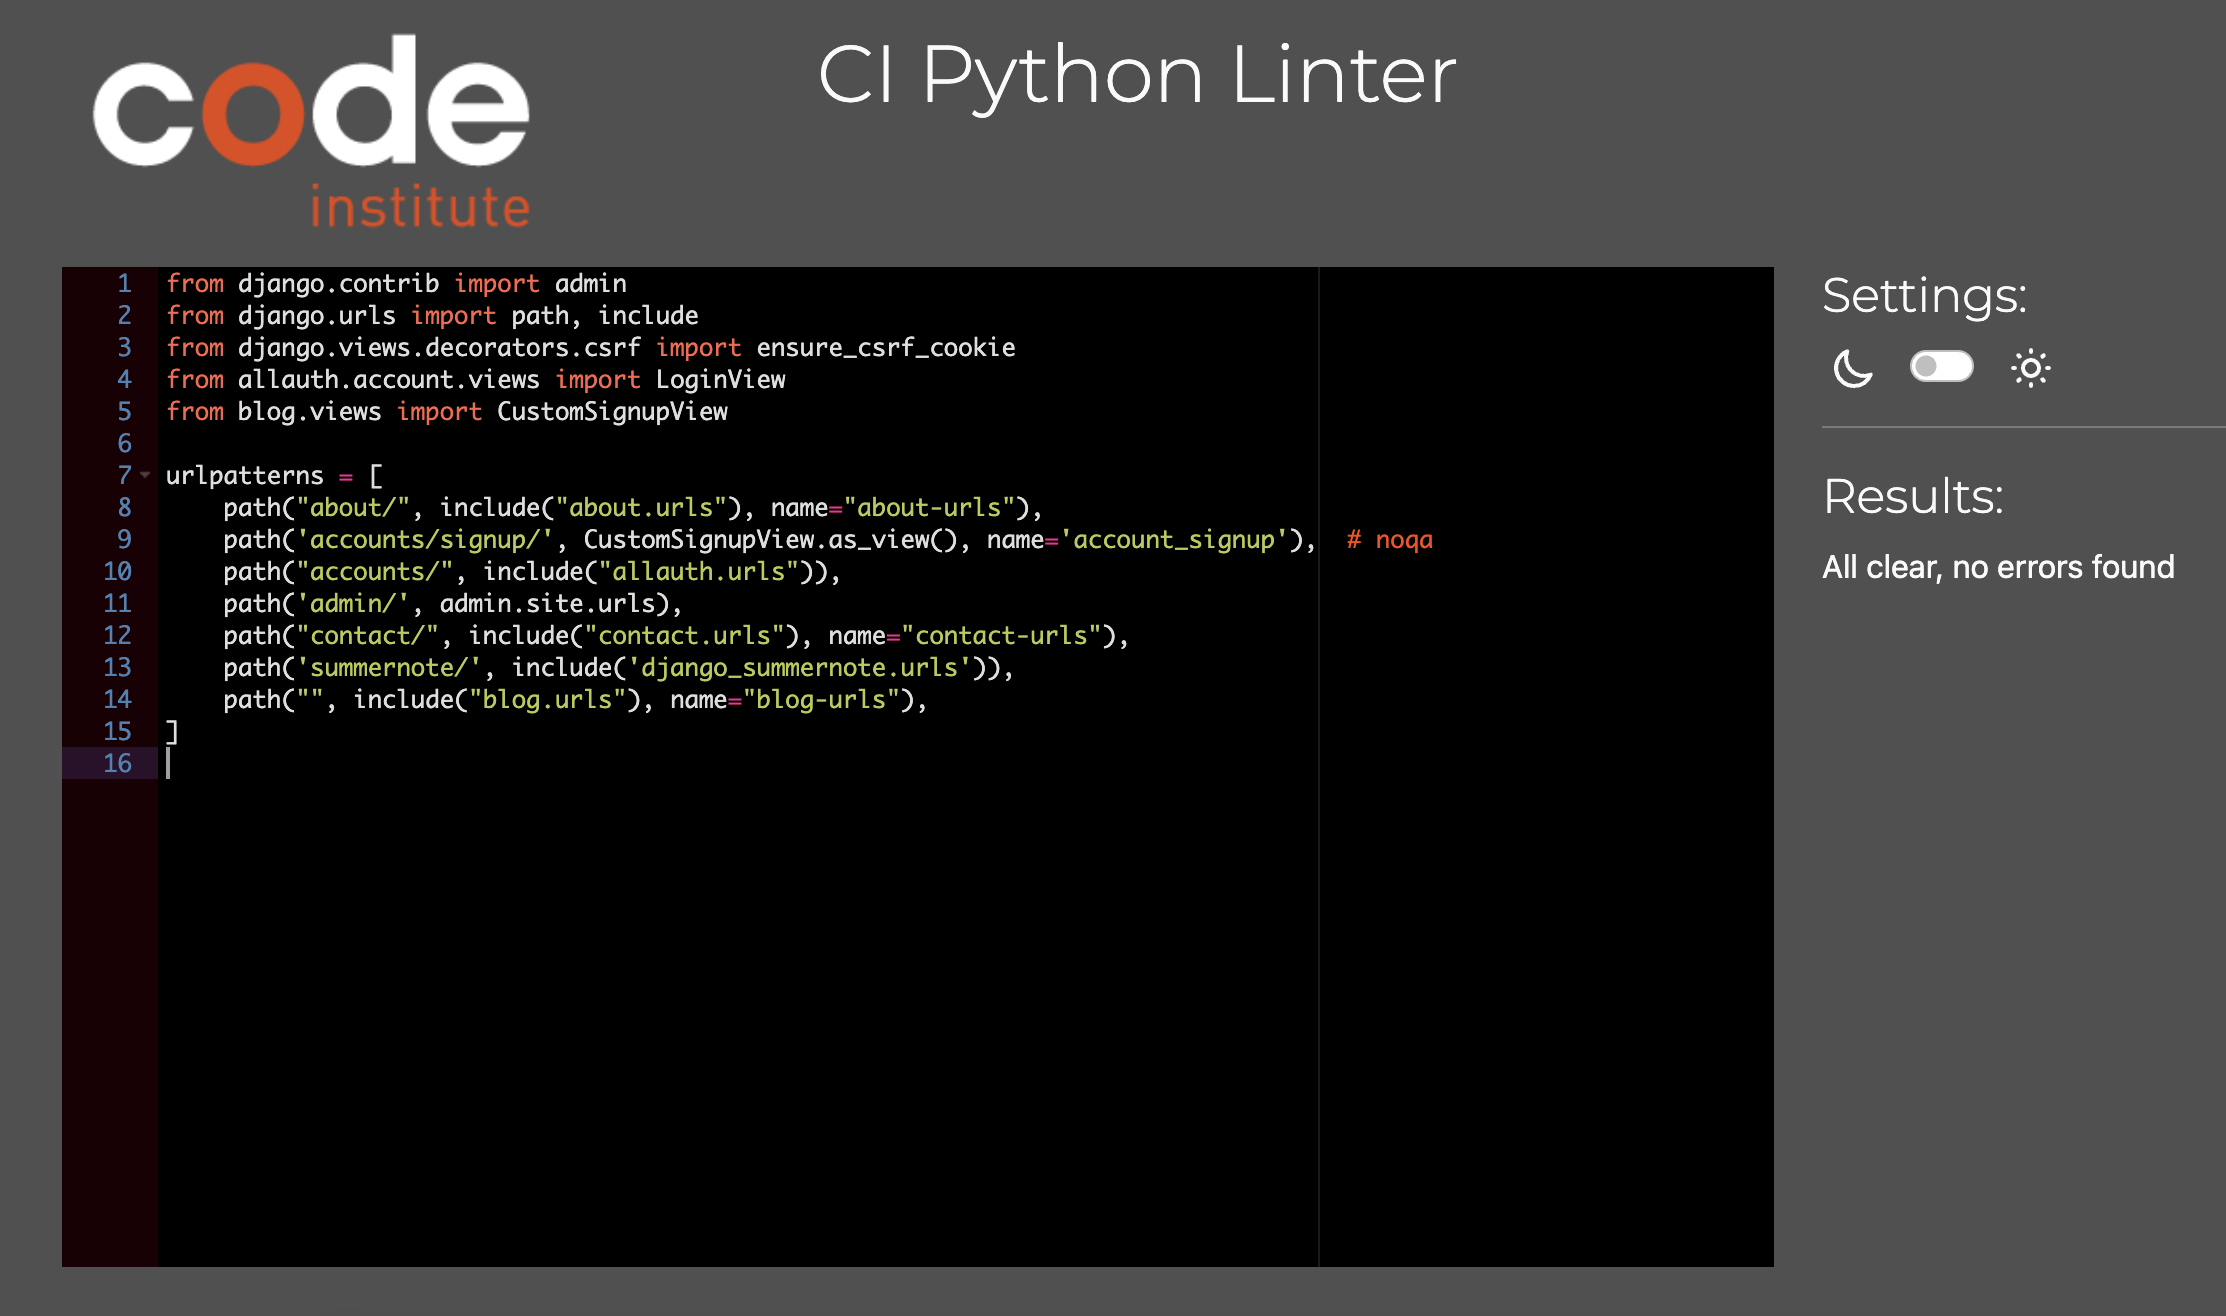 code
institute
CI Python Linter
1 from django.contrib import admin
2 from django.urls import path, include
3 from django.views.decorators.csrf import ensure_csrf_cookie
4 from allauth.account.views import LoginView
5 from blog.views import CustomSignupView
6
7 urlpatterns = [
8     path("about/", include("about.urls"), name="about-urls"),
9     path('accounts/signup/', CustomSignupView.as_view(), name='account_signup'),  # noqa
10     path("accounts/", include("allauth.urls")),
11     path('admin/', admin.site.urls),
12     path("contact/", include("contact.urls"), name="contact-urls"),
13     path('summernote/', include('django_summernote.urls')),
14     path("", include("blog.urls"), name="blog-urls"),
15 ]
16
Settings:
Results:
All clear, no errors found